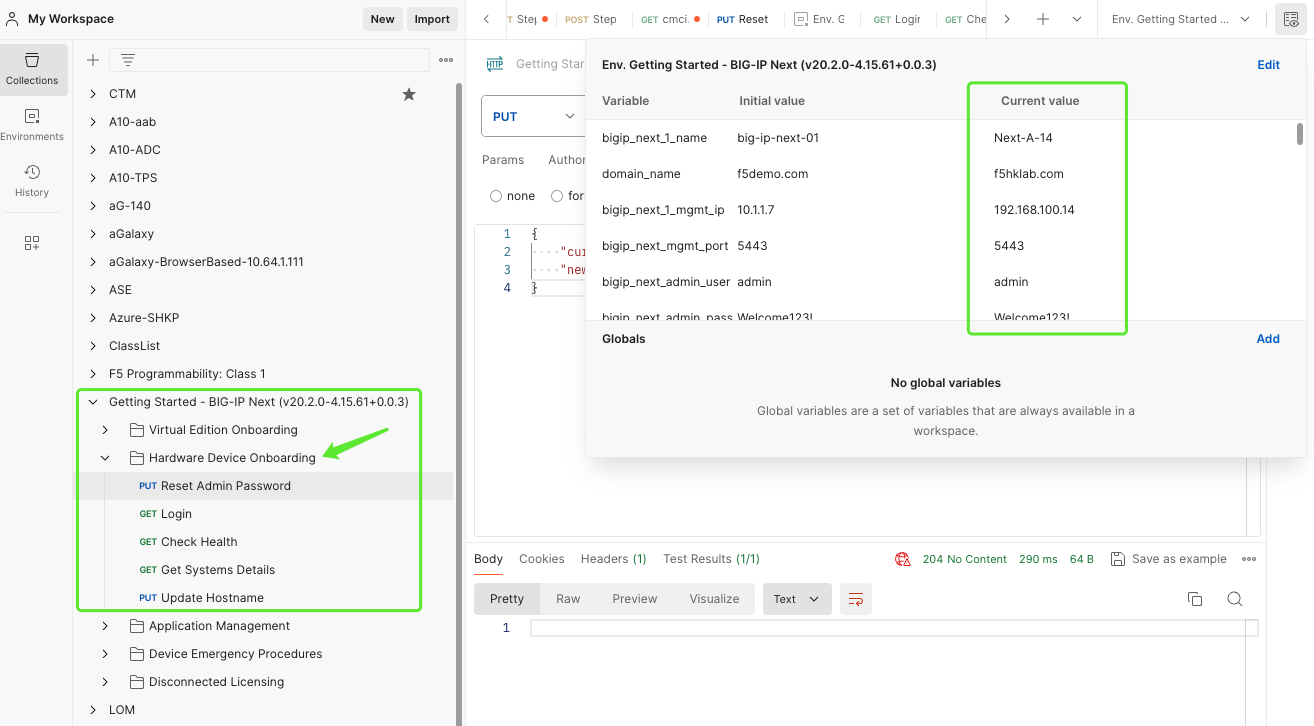 My Workspace
New
Import
T Step
POST Step
GET cmci.
PUT Reset
Env. G
GET Login
GET Che
Env. Getting Started ...
Collections
Environments
History
CTM
A10-aab
A10-ADC
A10-TPS
aG-140
aGalaxy
aGalaxy-BrowserBased-10.64.1.111
ASE
Azure-SHKP
ClassList
F5 Programmability: Class 1
Getting Started - BIG-IP Next (v20.2.0-4.15.61+0.0.3)
Virtual Edition Onboarding
Hardware Device Onboarding
PUT Reset Admin Password
GET Login
GET Check Health
GET Get Systems Details
PUT Update Hostname
Application Management
Device Emergency Procedures
Disconnected Licensing
LOM
HTTP Getting Star
PUT
Params Author
none for
1 {
2 "cur
3 "new
4 }
Env. Getting Started - BIG-IP Next (v20.2.0-4.15.61+0.0.3)
Edit
Variable Initial value Current value
bigip_next_1_name big-ip-next-01 Next-A-14
domain_name f5demo.com f5hklab.com
bigip_next_1_mgmt_ip 10.1.1.7 192.168.100.14
bigip_next_mgmt_port 5443 5443
bigip_next_admin_user admin admin
bigip_next_admin_pass Welcome123! Welcome123!
Globals
Add
No global variables
Global variables are a set of variables that are always available in a
workspace.
Body Cookies Headers (1) Test Results (1/1)
204 No Content 290 ms 64 B Save as example
Pretty Raw Preview Visualize Text
1